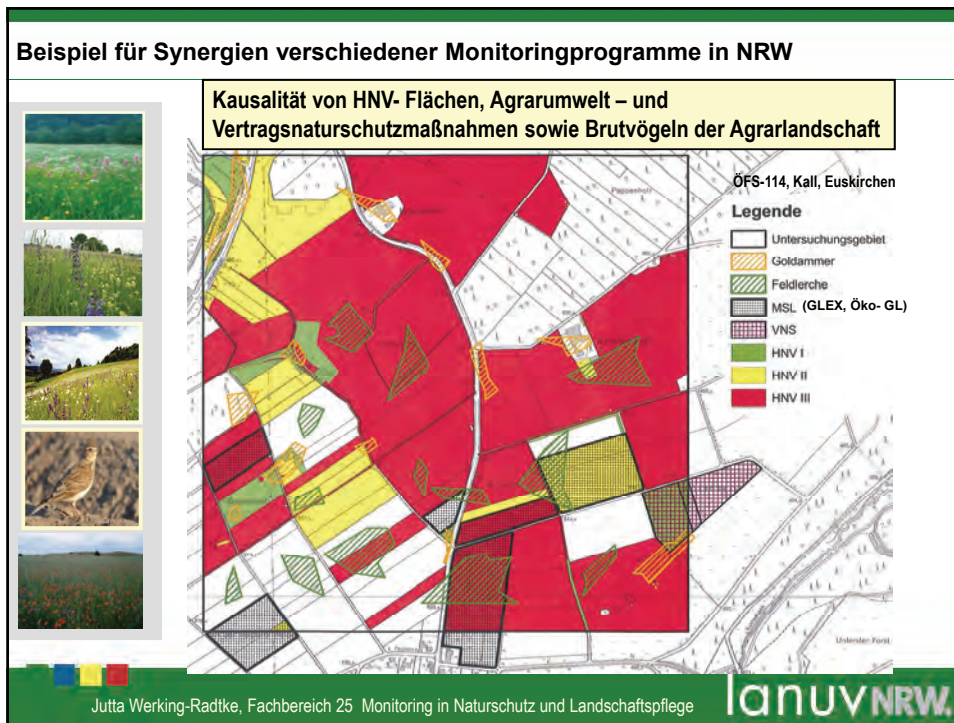 Beispiel für Synergien verschiedener Monitoringprogramme in NRW
Kausalität von HNV- Flächen, Agrarumwelt – und
Vertragsnaturschutzmaßnahmen sowie Brutvögeln der Agrarlandschaft
ÖFS-114, Kall, Euskirchen
Pappenholz
Legende
Untersuchungsgebiet
Goldammer
Feldlerche
MSL (GLEX, Öko- GL)
VNS
HNV I
HNV II
HNV III
Jutta Werking-Radtke, Fachbereich 25 Monitoring in Naturschutz und Landschaftspflege
lanuv NRW.